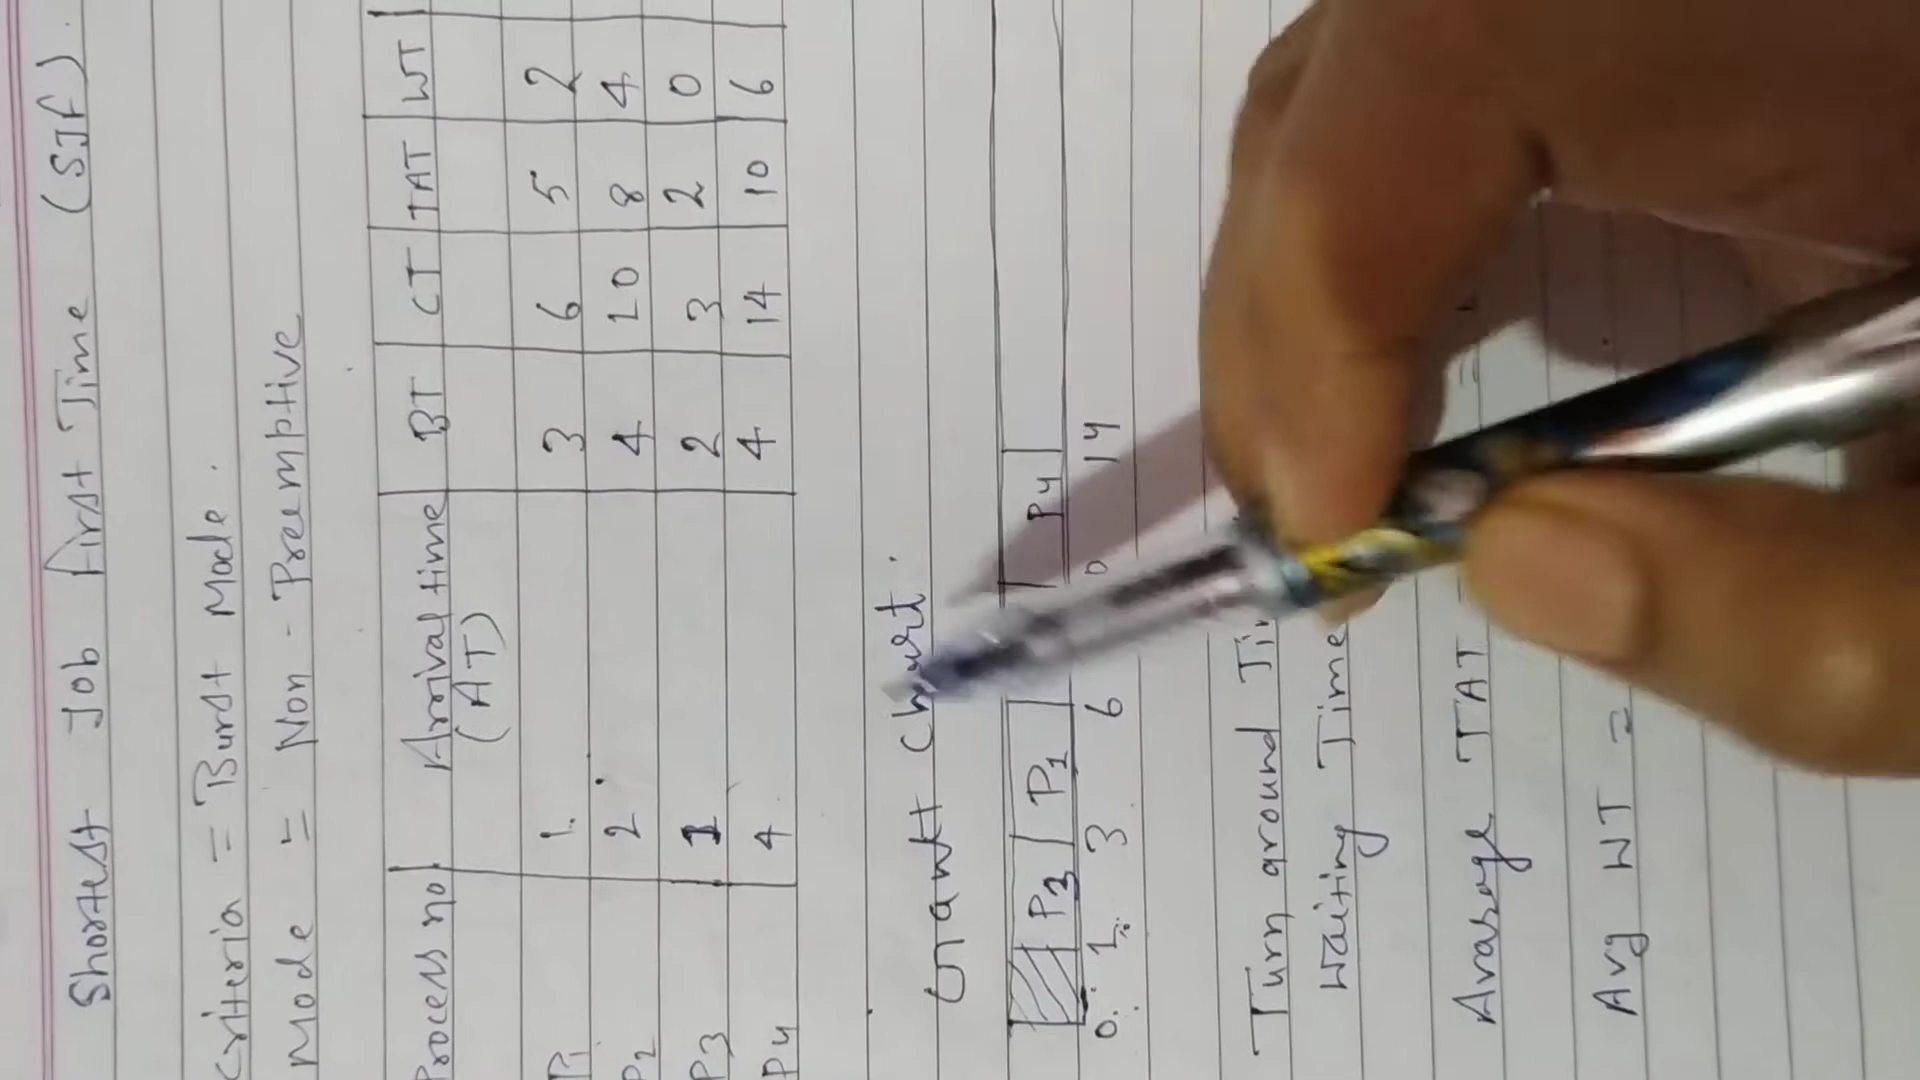 Shortest Job First Time (SJF).
Criteria = Burst Mode.
Mode = Non-Preemptive
Process no Arrival time (AT) BT CT TAT WT
P1 1 3 6 5 2
P2 2 4 10 8 4
P3 1 2 3 2 0
P4 4 4 14 10 6
Gantt Chart.
P3 P1 P4
0 1 3 6 0 14
Turn around
Waiting Time
Avarage TAT =
Avg WT =